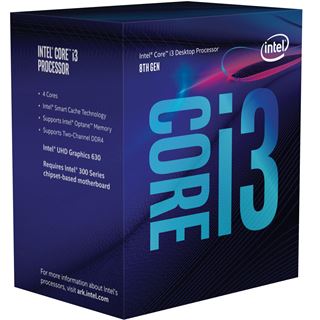 INTEL® CORE™ i3
PROCESSOR
• 4 Cores
• Intel® Smart Cache Technology
• Supports Intel® Optane™ Memory
• Supports Two-Channel DDR4
Intel® UHD Graphics 630
Requires Intel® 300 Series
chipset-based motherboard
For more information about Intel's
processors, visit ark.intel.com
Intel® Core™ i3 Desktop Processor
8TH GEN
intel
CORE i3